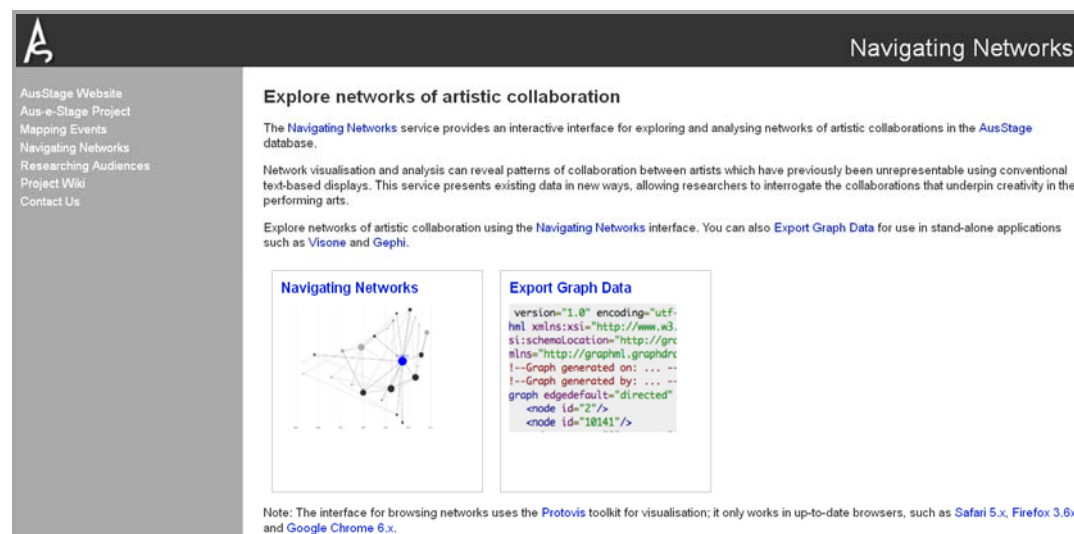 Navigating Networks
AusStage Website
Aus-e-Stage Project
Mapping Events
Navigating Networks
Researching Audiences
Project Wiki
Contact Us
Explore networks of artistic collaboration
The Navigating Networks service provides an interactive interface for exploring and analysing networks of artistic collaborations in the AusStage
database.
Network visualisation and analysis can reveal patterns of collaboration between artists which have previously been unrepresentable using conventional
text-based displays. This service presents existing data in new ways, allowing researchers to interrogate the collaborations that underpin creativity in the
performing arts.
Explore networks of artistic collaboration using the Navigating Networks interface. You can also Export Graph Data for use in stand-alone applications
such as Visone and Gephi.
Navigating Networks
Export Graph Data
version="1.0" encoding="utf-
hml xmlns:xsi="http://www.w3.
si:schemaLocation="http://gra
mlns="http://graphml.graphdra
!--Graph generated on: ... --
!--Graph generated by: ... --
graph edgedefault="directed"
<node id="2"/>
<node id="10141"/>
Note: The interface for browsing networks uses the Protovis toolkit for visualisation; it only works in up-to-date browsers, such as Safari 5.x, Firefox 3.6x
and Google Chrome 6.x.